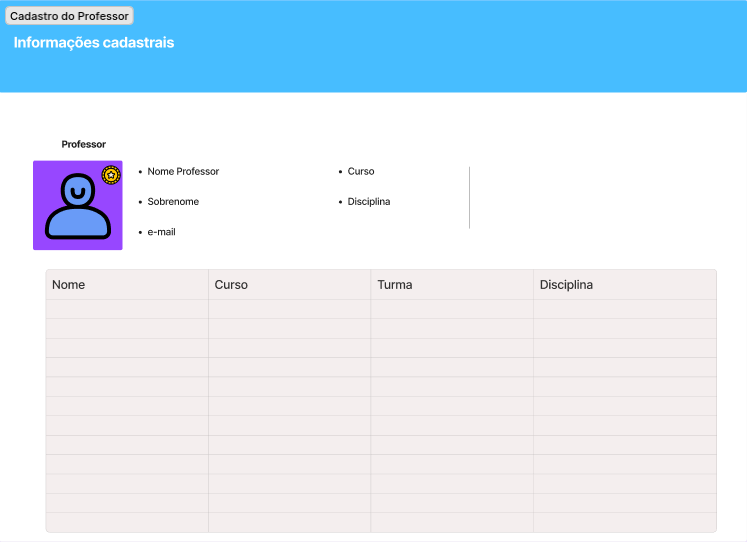 Cadastro do Professor
Informações cadastrais
Professor
• Nome Professor
• Sobrenome
• e-mail
• Curso
• Disciplina
Nome Curso Turma Disciplina